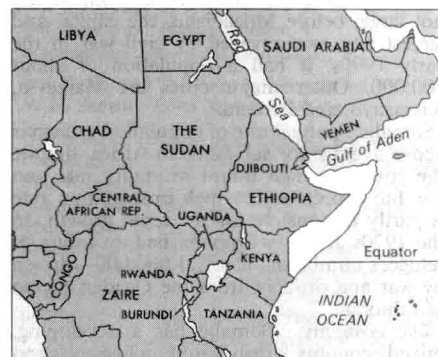 LIBYA
EGYPT
Red
Sea
SAUDI ARABIA
CHAD
THE
SUDAN
YEMEN
Gulf of Aden
DJIBOUTI
CENTRAL
AFRICAN REP.
ETHIOPIA
UGANDA
CONGO
KENYA
Equator
RWANDA
ZAIRE
BURUNDI
TANZANIA
INDIAN
OCEAN